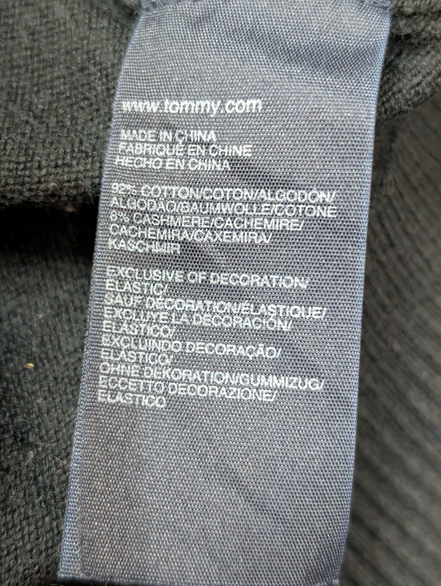 www.tommy.com
MADE IN CHINA
FABRIQUÉ EN CHINE
HECHO EN CHINA
92% COTTON/COTON/ALGODÓN/
ALGODÃO/BAUMWOLLE/COTONE
8% CASHMERE/CACHEMIRE/
CACHEMIRA/CAXEMIRA/
KASCHMIR
EXCLUSIVE OF DECORATION/
ELASTIC/
SAUF DÉCORATION/ÉLASTIQUE/
EXCLUYE LA DECORACIÓN/
ELÁSTICO/
EXCLUINDO DECORAÇÃO/
ELÁSTICO/
OHNE DEKORATION/GUMMIZUG/
ECCETTO DECORAZIONE/
ELASTICO